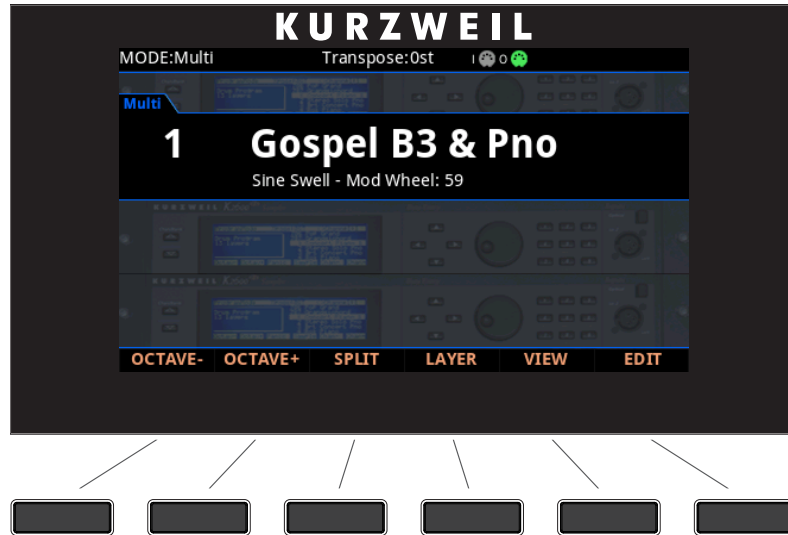 KURZWEIL
MODE:Multi Transpose:0st I O
Multi
1 Gospel B3 & Pno
Sine Swell - Mod Wheel: 59
OCTAVE- OCTAVE+ SPLIT LAYER VIEW EDIT